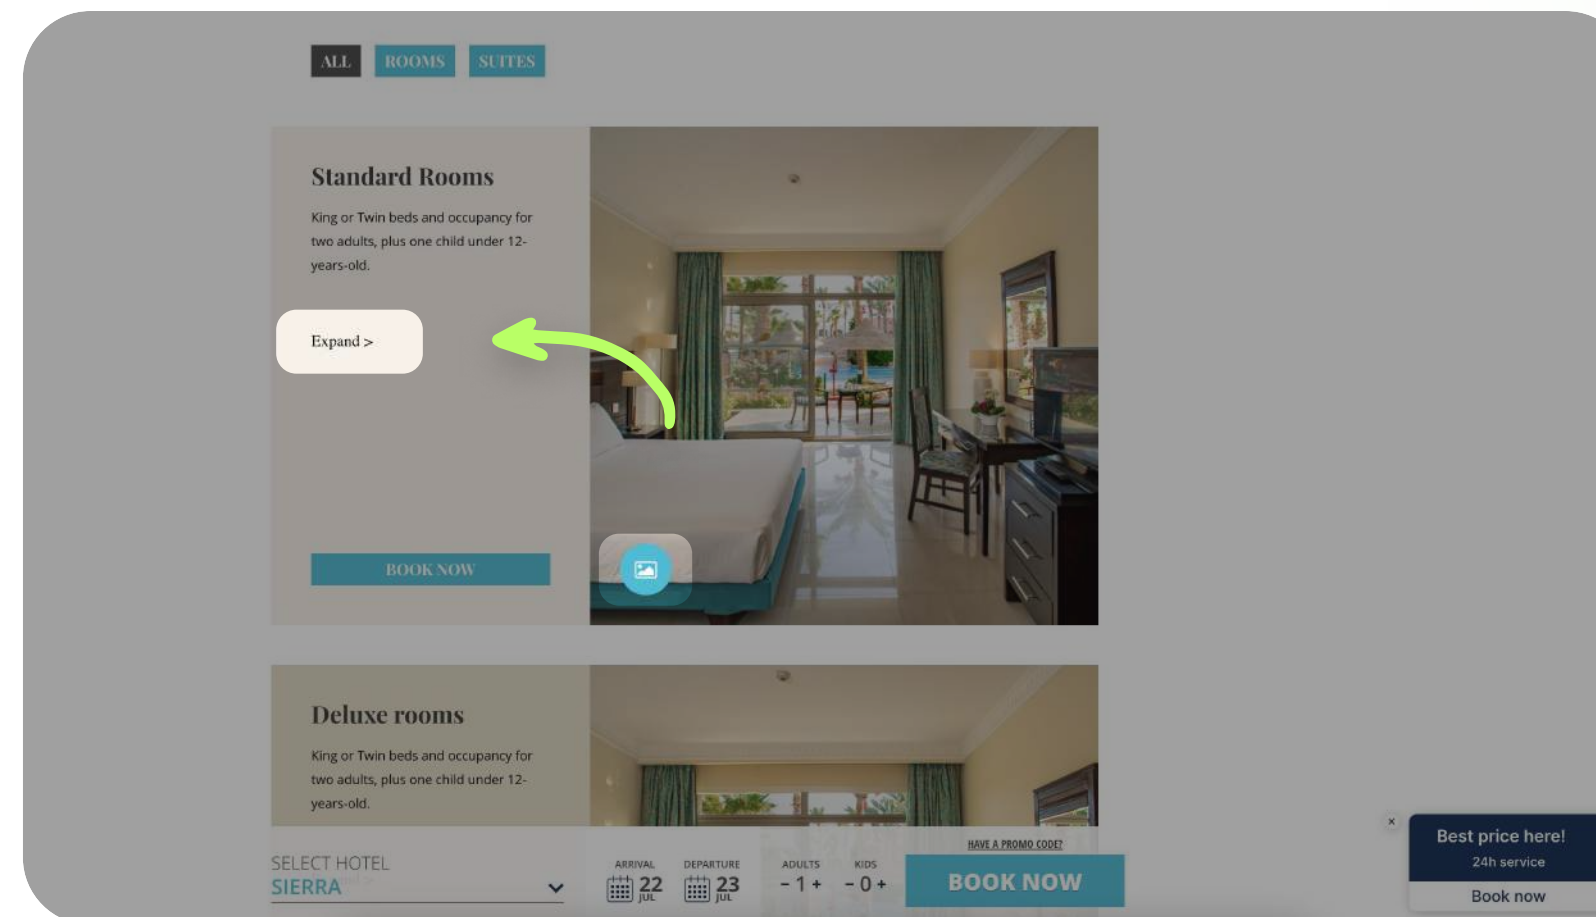 ALL ROOMS SUITES
Standard Rooms
King or Twin beds and occupancy for
two adults, plus one child under 12-
years-old.
Expand >
BOOK NOW
Deluxe rooms
King or Twin beds and occupancy for
two adults, plus one child under 12-
years-old.
SELECT HOTEL
SIERRA
ARRIVAL
22
JUL
DEPARTURE
23
JUL
ADULTS
- 1 +
KIDS
- 0 +
HAVE A PROMO CODE?
BOOK NOW
×
Best price here!
24h service
Book now